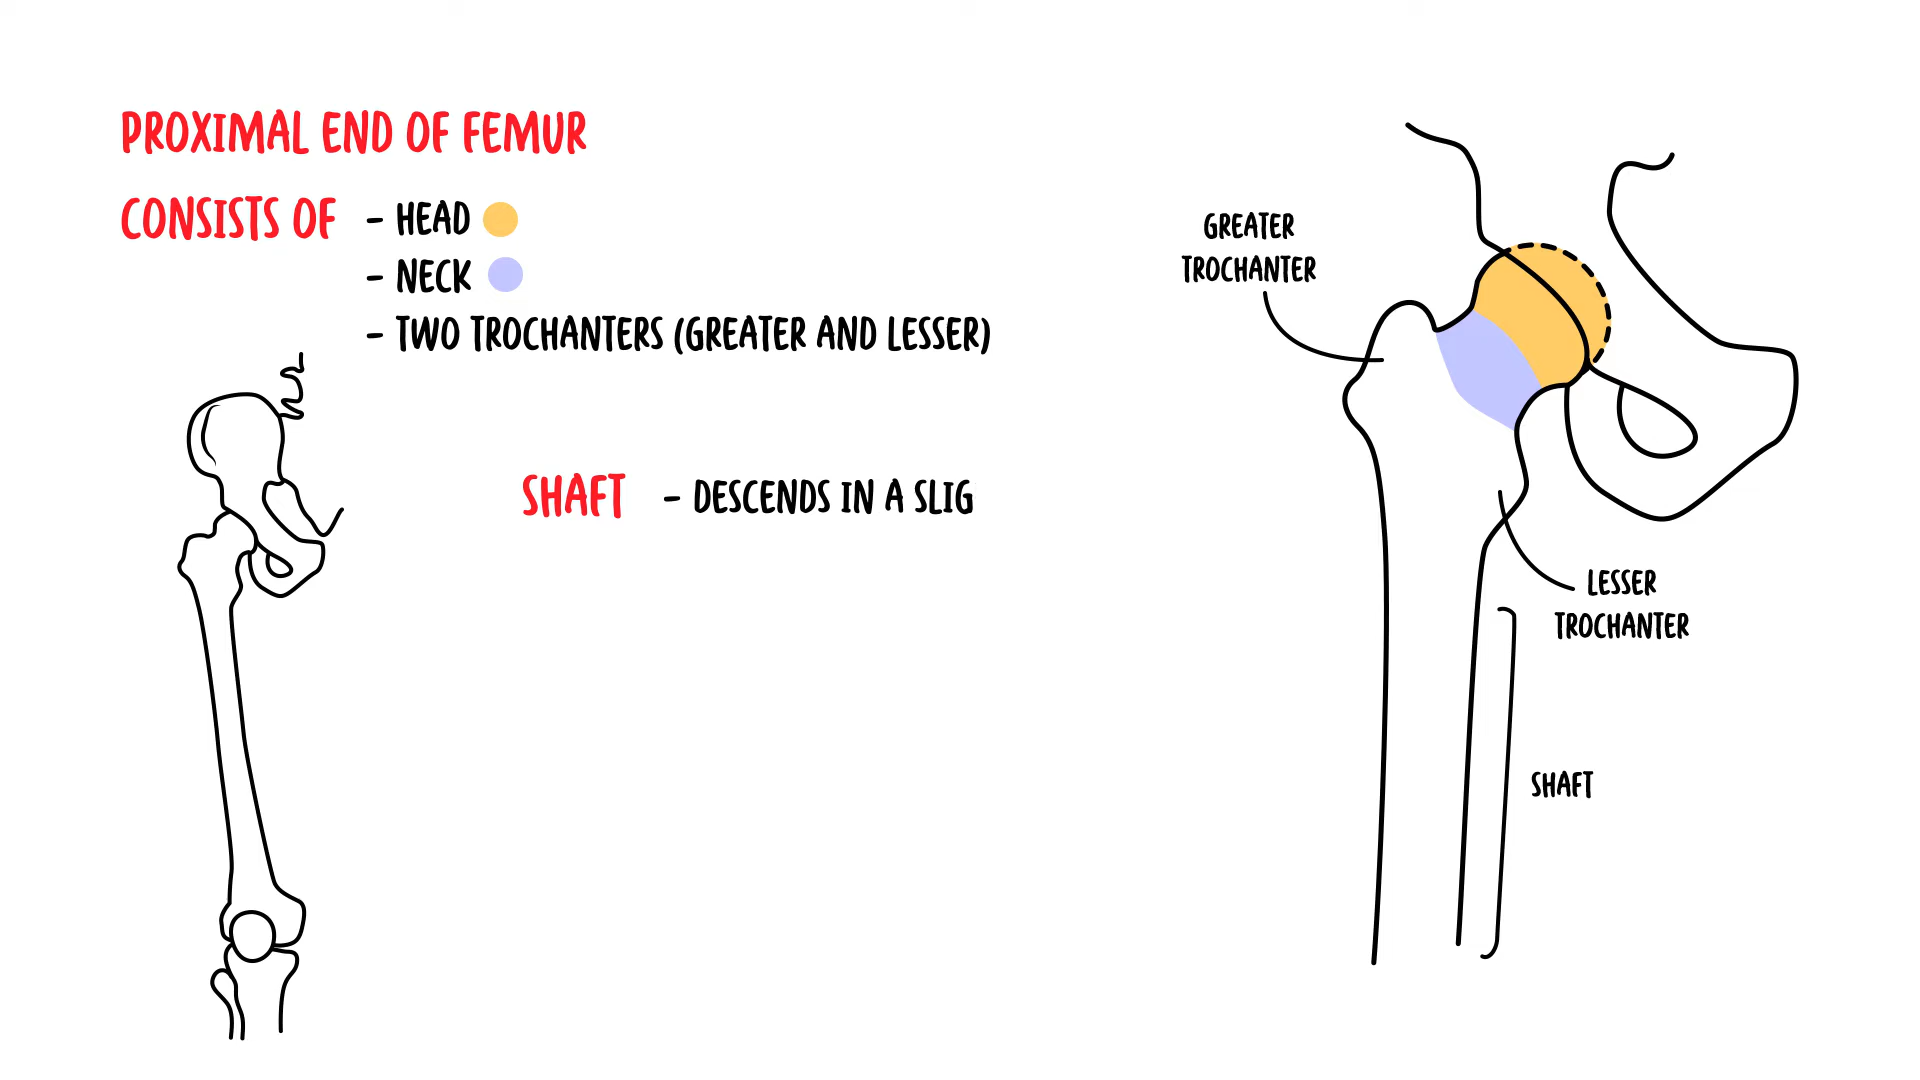 PROXIMAL END OF FEMUR
CONSISTS OF - HEAD
- NECK
- TWO TROCHANTERS (GREATER AND LESSER)
SHAFT - DESCENDS IN A SLIG
GREATER
TROCHANTER
LESSER
TROCHANTER
SHAFT